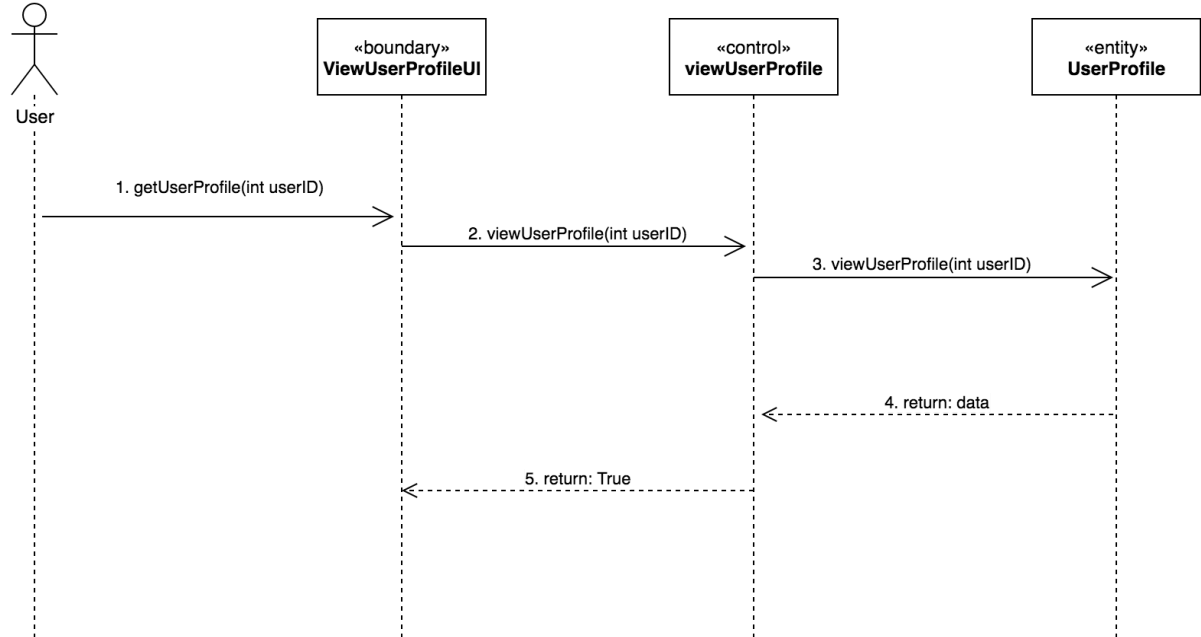 «boundary»
ViewUserProfileUI
«control»
viewUserProfile
«entity»
UserProfile
User
1. getUserProfile(int userID)
2. viewUserProfile(int userID)
3. viewUserProfile(int userID)
4. return: data
5. return: True